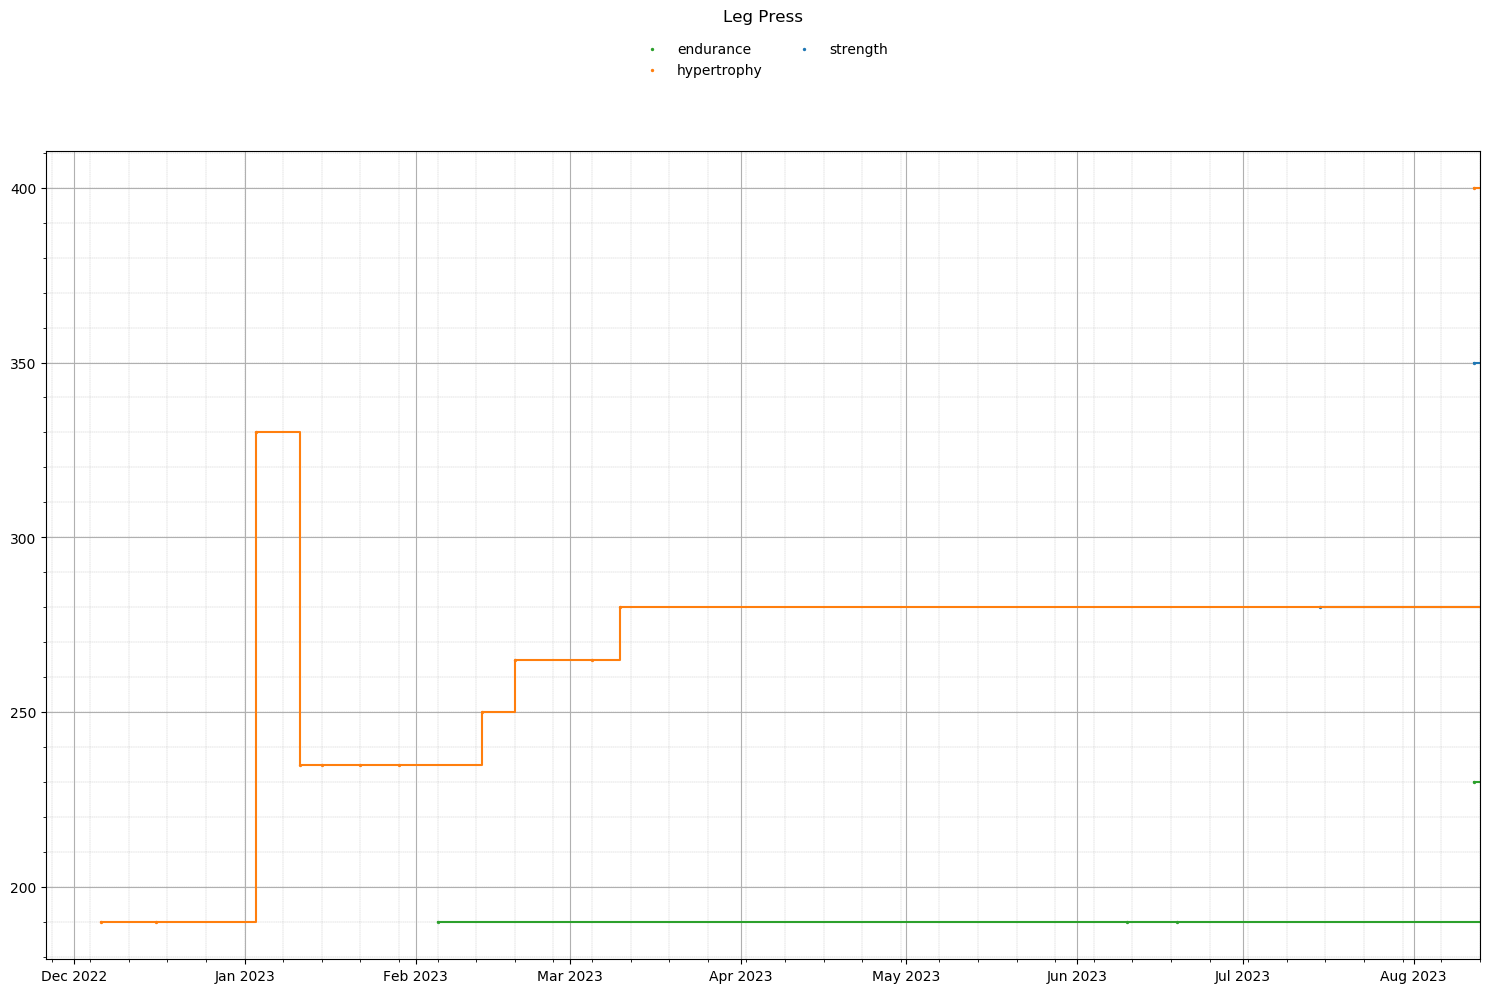 Leg Press
endurance
hypertrophy
strength
400
350
300
250
200
Dec 2022
Jan 2023
Feb 2023
Mar 2023
Apr 2023
May 2023
Jun 2023
Jul 2023
Aug 2023